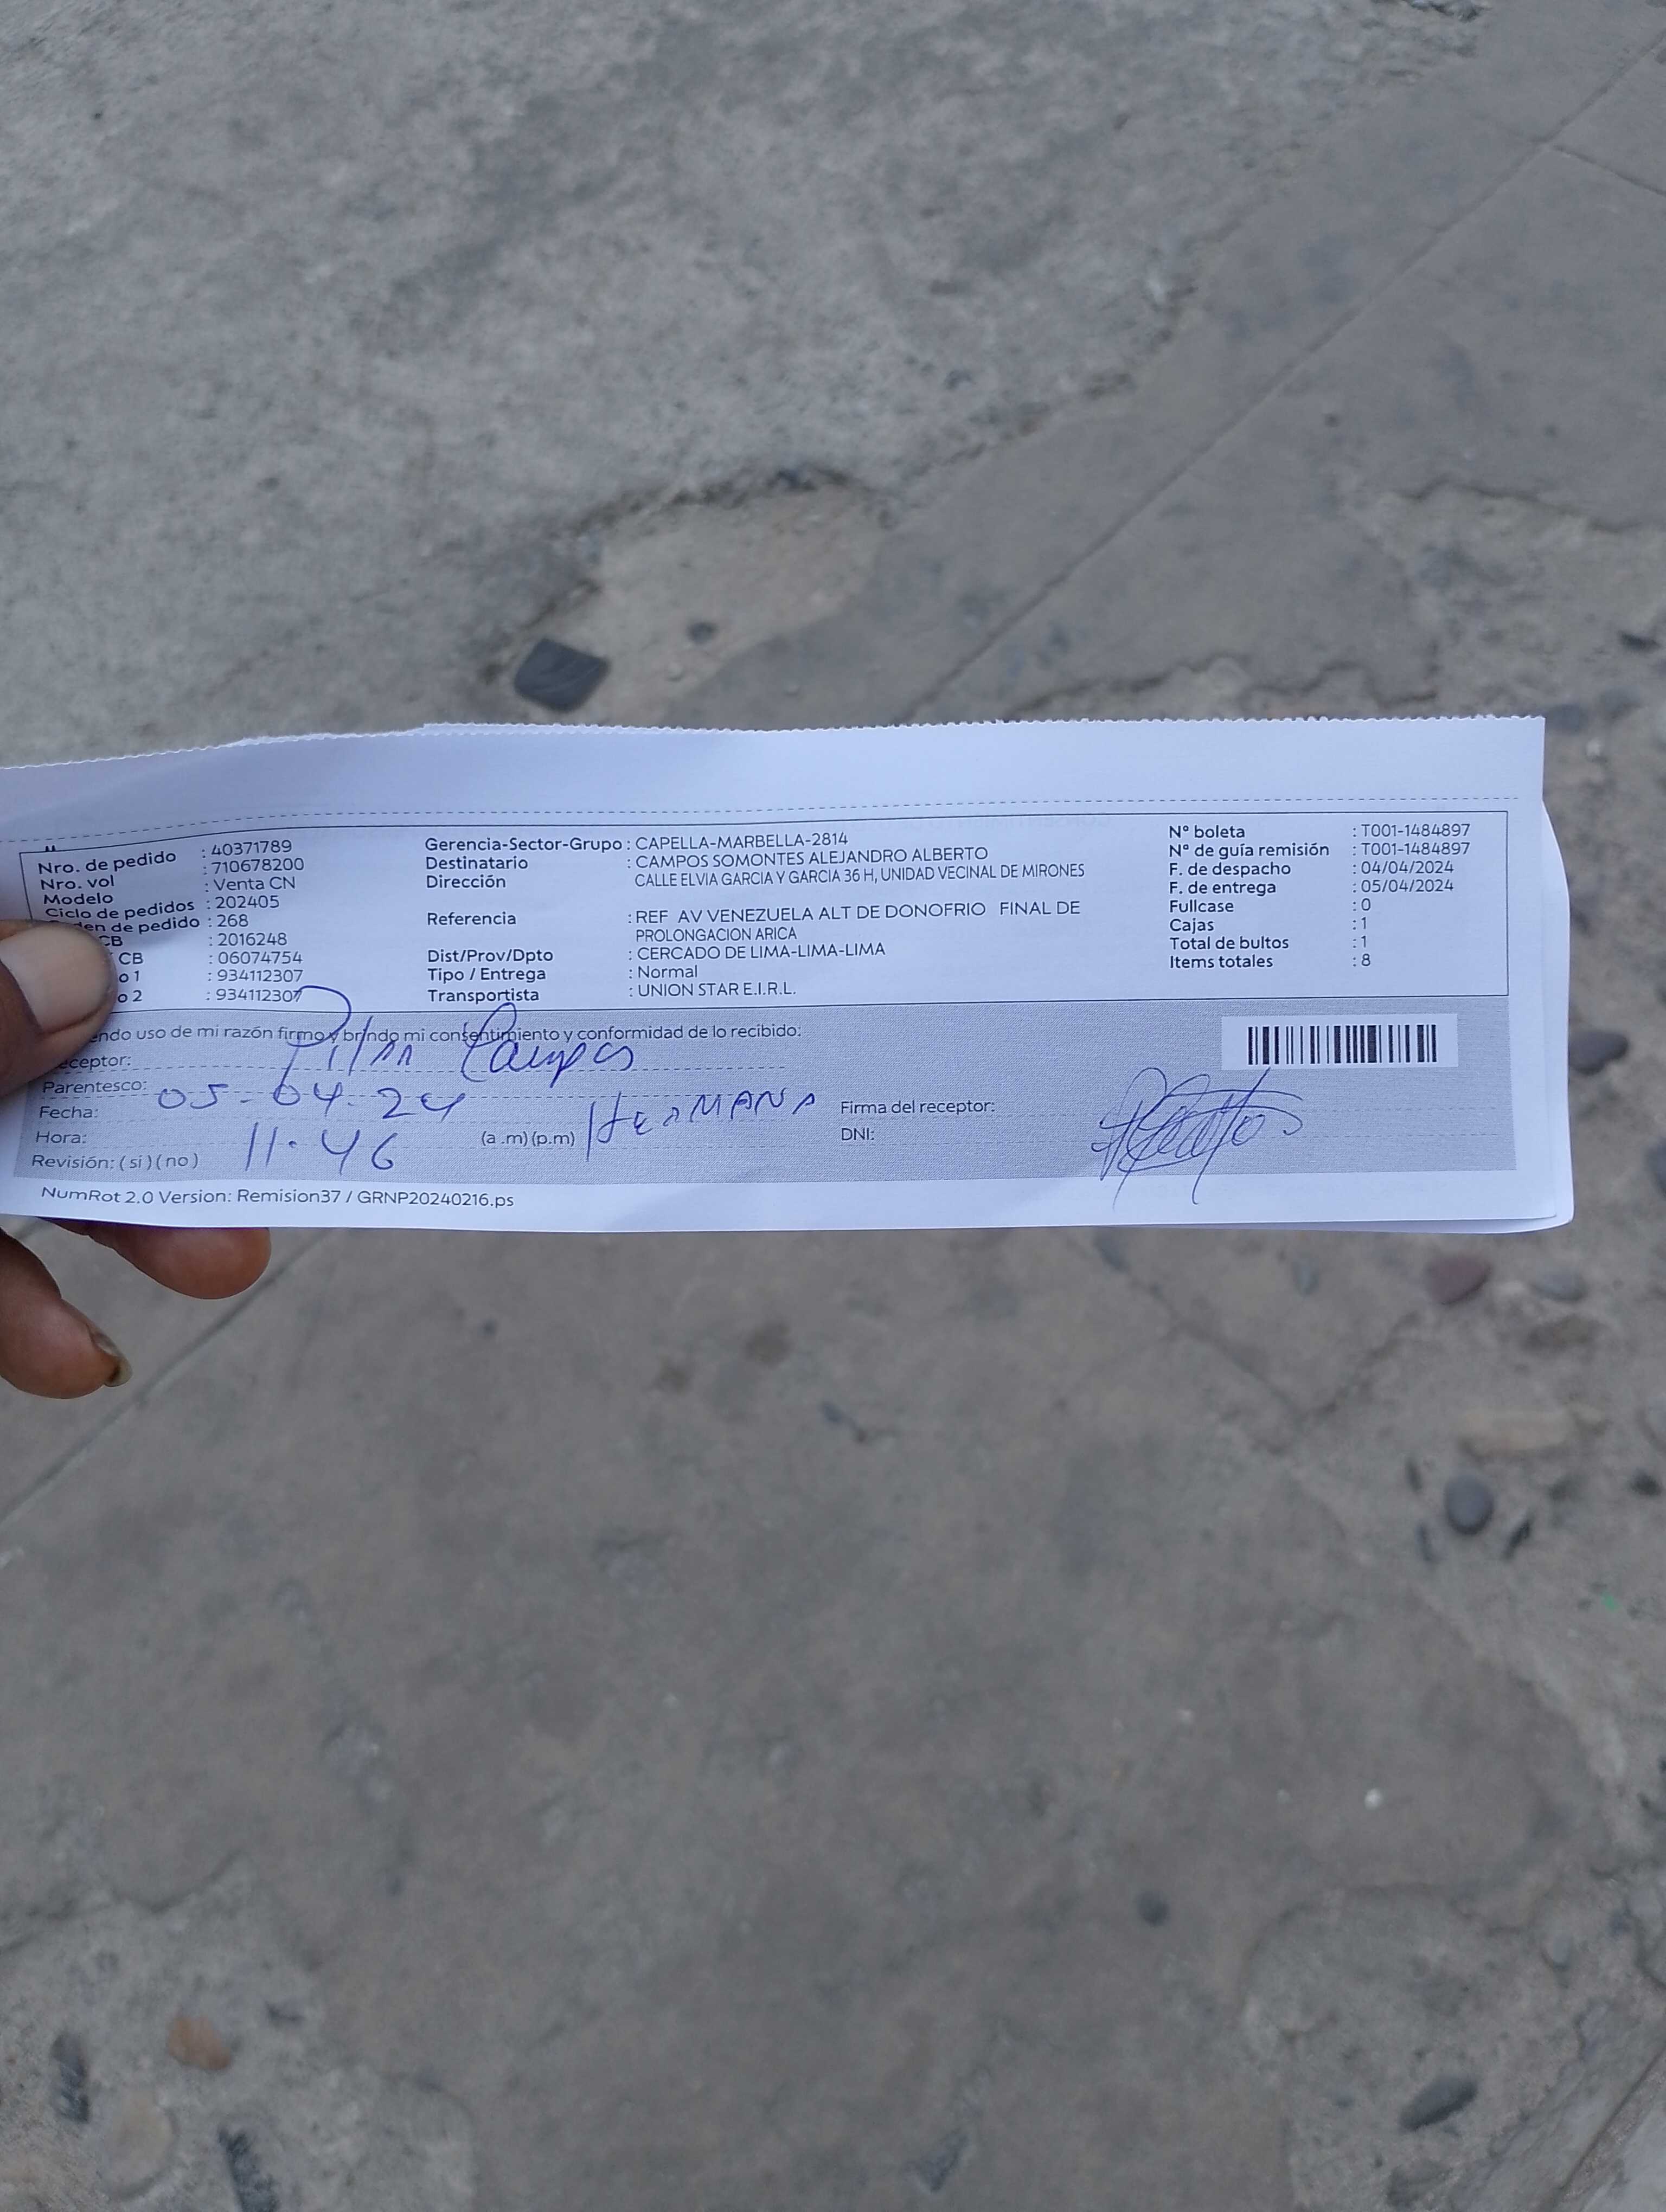 Nro. de pedido : 40371789
Nro. vol : 710678200
Modelo : Venta CN
Ciclo de pedidos : 202405
den de pedido : 268
CB : 2016248
CB : 06074754
o 1 : 934112307
o 2 : 934112307
Gerencia-Sector-Grupo : CAPELLA-MARBELLA-2814
Destinatario : CAMPOS SOMONTES ALEJANDRO ALBERTO
Dirección CALLE ELVIA GARCIA Y GARCIA 36 H, UNIDAD VECINAL DE MIRONES
Referencia : REF AV VENEZUELA ALT DE DONOFRIO FINAL DE
PROLONGACION ARICA
Dist/Prov/Dpto : CERCADO DE LIMA-LIMA-LIMA
Tipo / Entrega : Normal
Transportista : UNION STAR E.I.R.L.
N° boleta : T001-1484897
N° de guía remisión : T001-1484897
F. de despacho : 04/04/2024
F. de entrega : 05/04/2024
Fullcase : 0
Cajas : 1
Total de bultos : 1
Items totales : 8
endo uso de mi razón firmo y brindo mi consentimiento y conformidad de lo recibido:
eceptor: Pilar Campos
Parentesco:
Fecha: 05-04-24 HERMANA
Hora: 11:46 (a .m) (p.m)
Revisión: ( si ) ( no )
Firma del receptor:
DNI:
NumRot 2.0 Version: Remision37 / GRNP20240216.ps